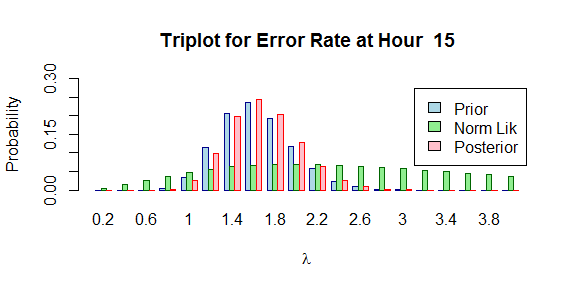 Triplot for Error Rate at Hour  15
Probability
0.30
0.15
0.00
Prior
Norm Lik
Posterior
0.2 0.6 1 1.4 1.8 2.2 2.6 3 3.4 3.8
λ